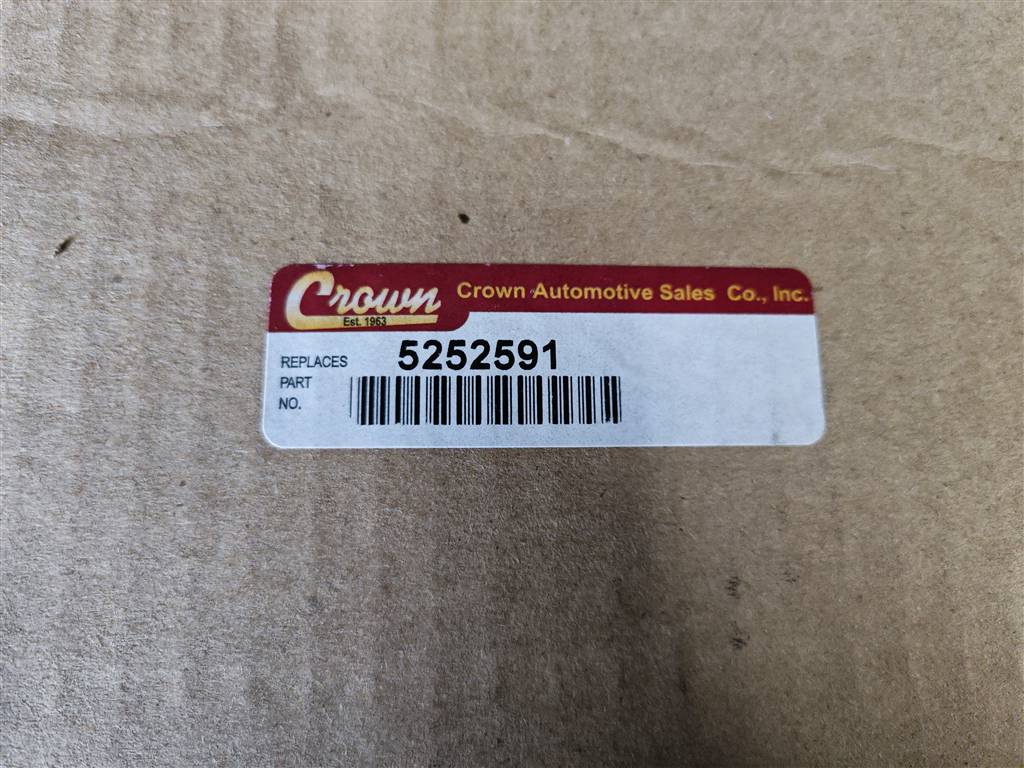 Crown
Est. 1963
Crown Automotive Sales Co., Inc.
REPLACES
PART
NO.
5252591